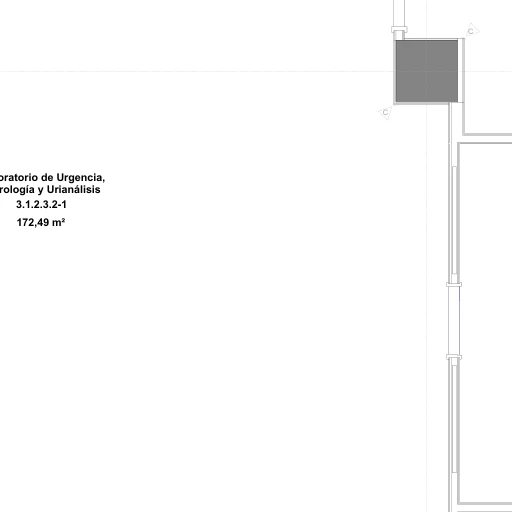 C
C
oratorio de Urgencia,
rología y Urianálisis
3.1.2.3.2-1
172,49 m²